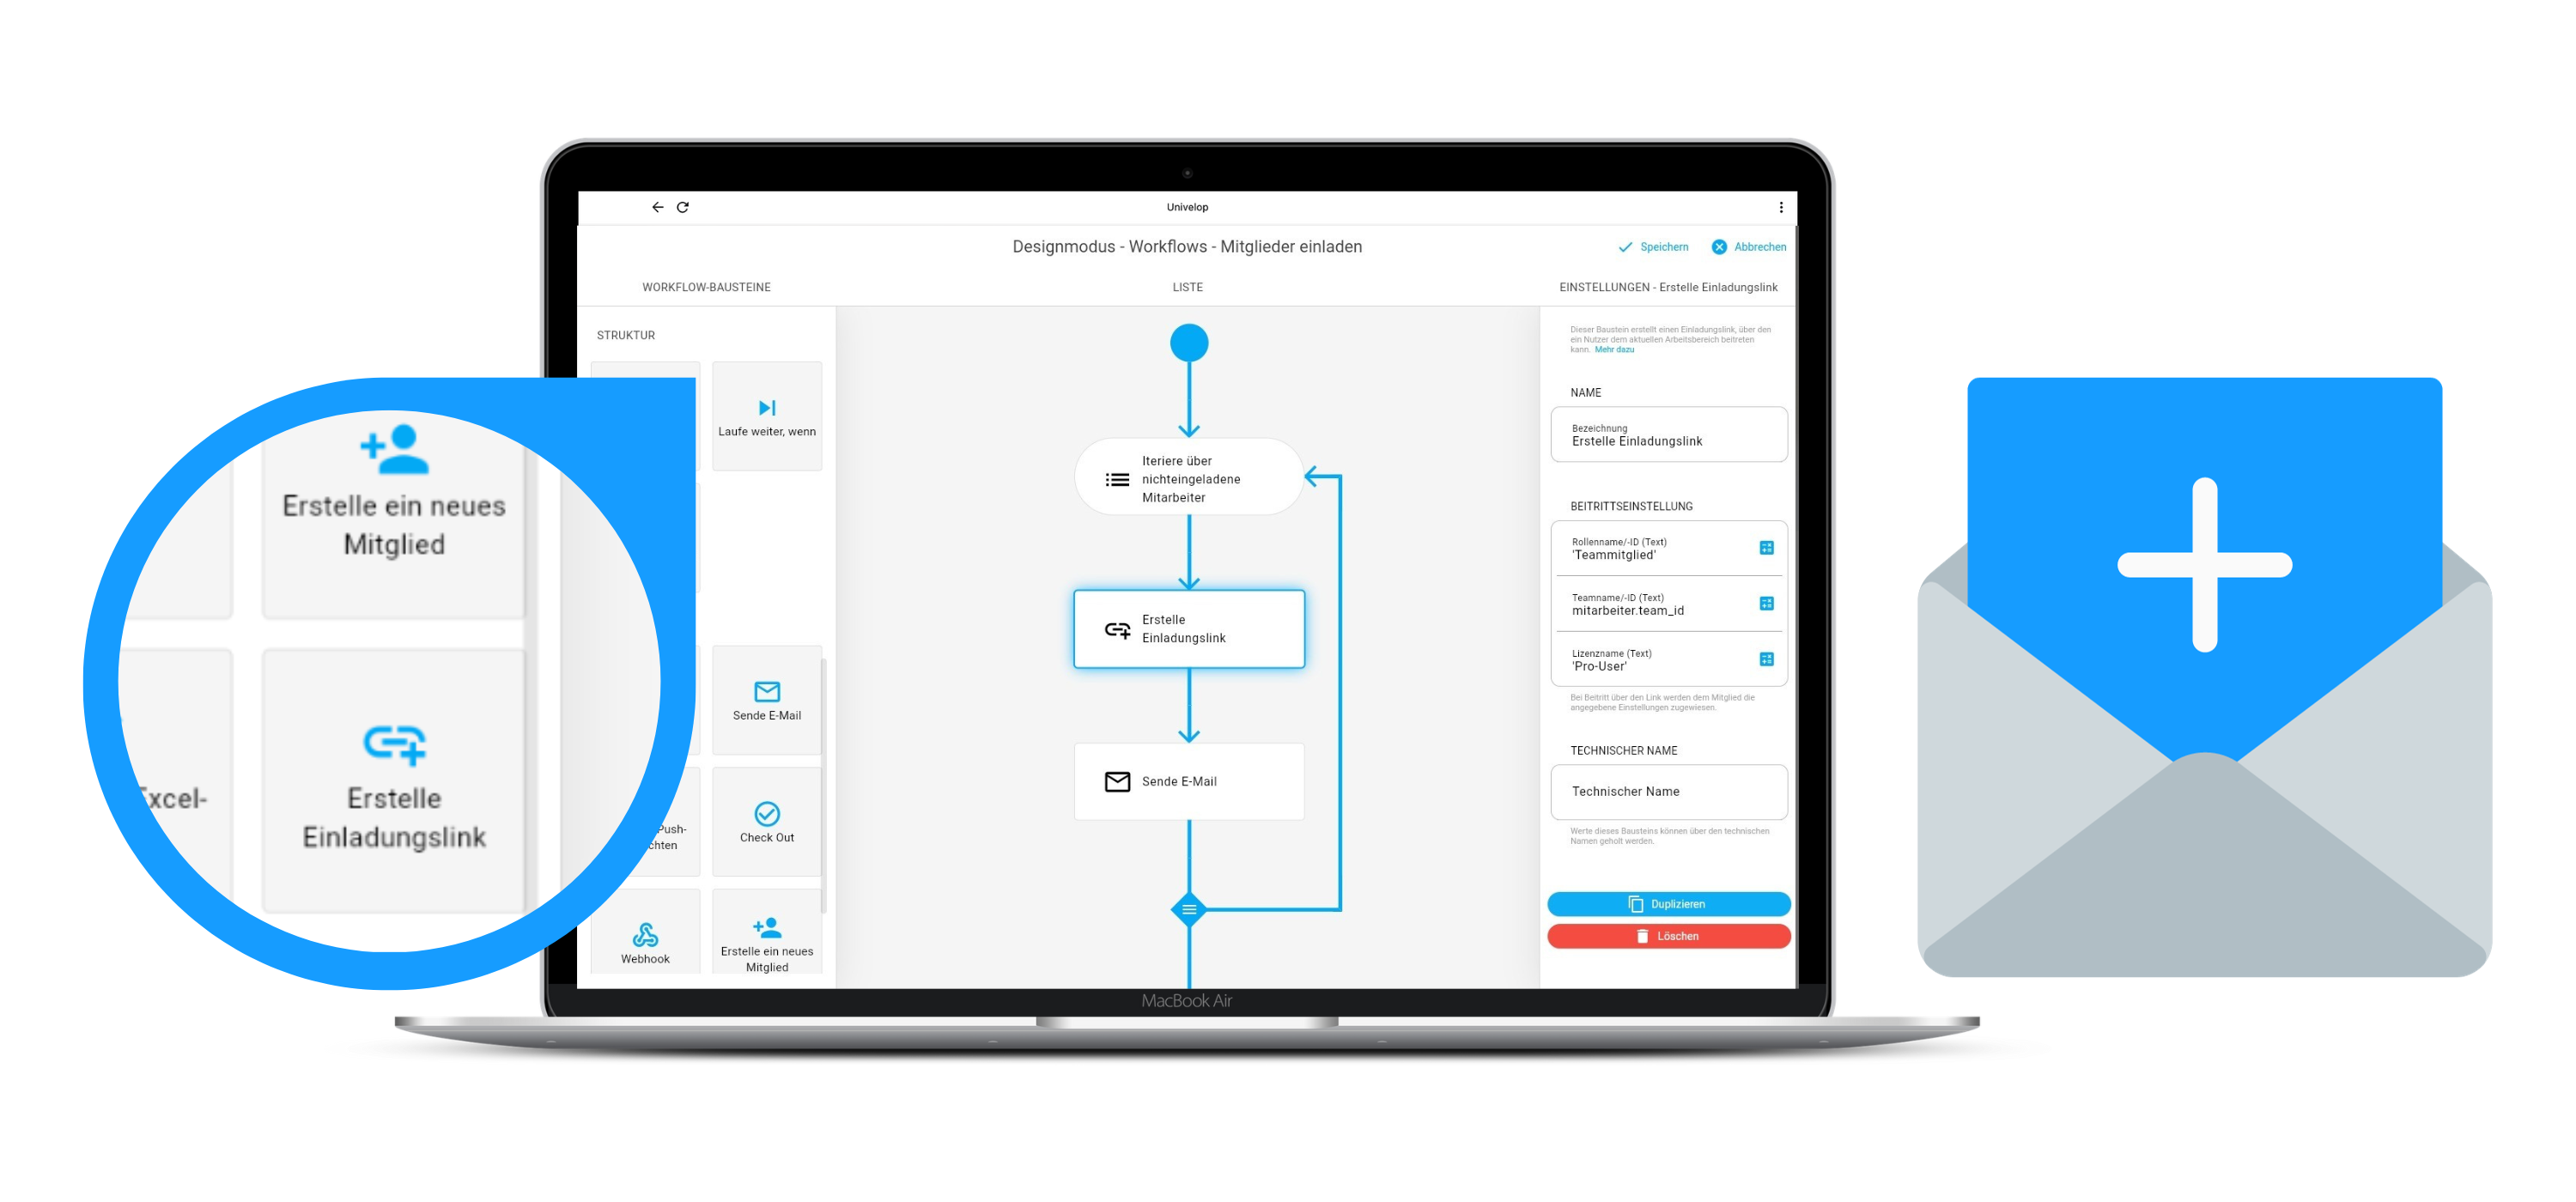 Univelop
Designmodus - Workflows - Mitglieder einladen
Speichern
Abbrechen
WORKFLOW-BAUSTEINE
LISTE
EINSTELLUNGEN - Erstelle Einladungslink
STRUKTUR
Laufe weiter, wenn
Sende E-Mail
Push-
chten
Check Out
Webhook
Erstelle ein neues
Mitglied
Erstelle ein neues
Mitglied
Excel-
Erstelle
Einladungslink
Iteriere über
nichteingeladene
Mitarbeiter
Erstelle
Einladungslink
Sende E-Mail
Dieser Baustein erstellt einen Einladungslink, über den
ein Nutzer dem aktuellen Arbeitsbereich beitreten
kann. Mehr dazu
NAME
Bezeichnung
Erstelle Einladungslink
BEITRITTSEINSTELLUNG
Rollenname/-ID (Text)
'Teammitglied'
Teamname/-ID (Text)
mitarbeiter.team_id
Lizenzname (Text)
'Pro-User'
Bei Beitritt über den Link werden dem Mitglied die
angegebene Einstellungen zugewiesen.
TECHNISCHER NAME
Technischer Name
Werte dieses Bausteins können über den technischen
Namen geholt werden.
Duplizieren
Löschen
MacBook Air